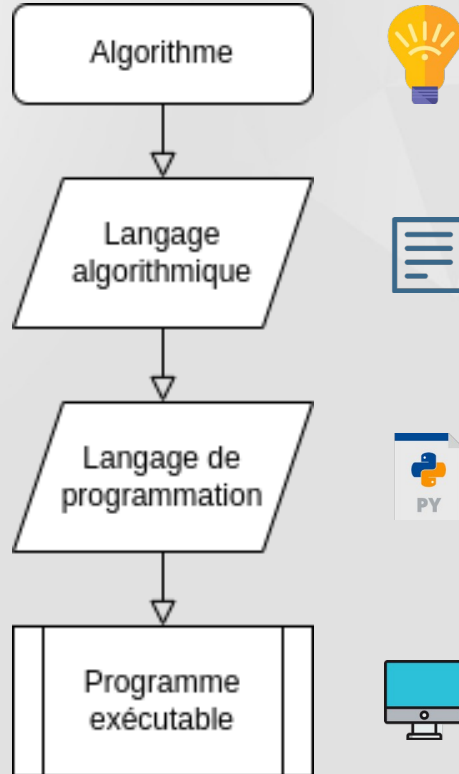 Algorithme
Langage
algorithmique
Langage de
programmation
PY
Programme
exécutable